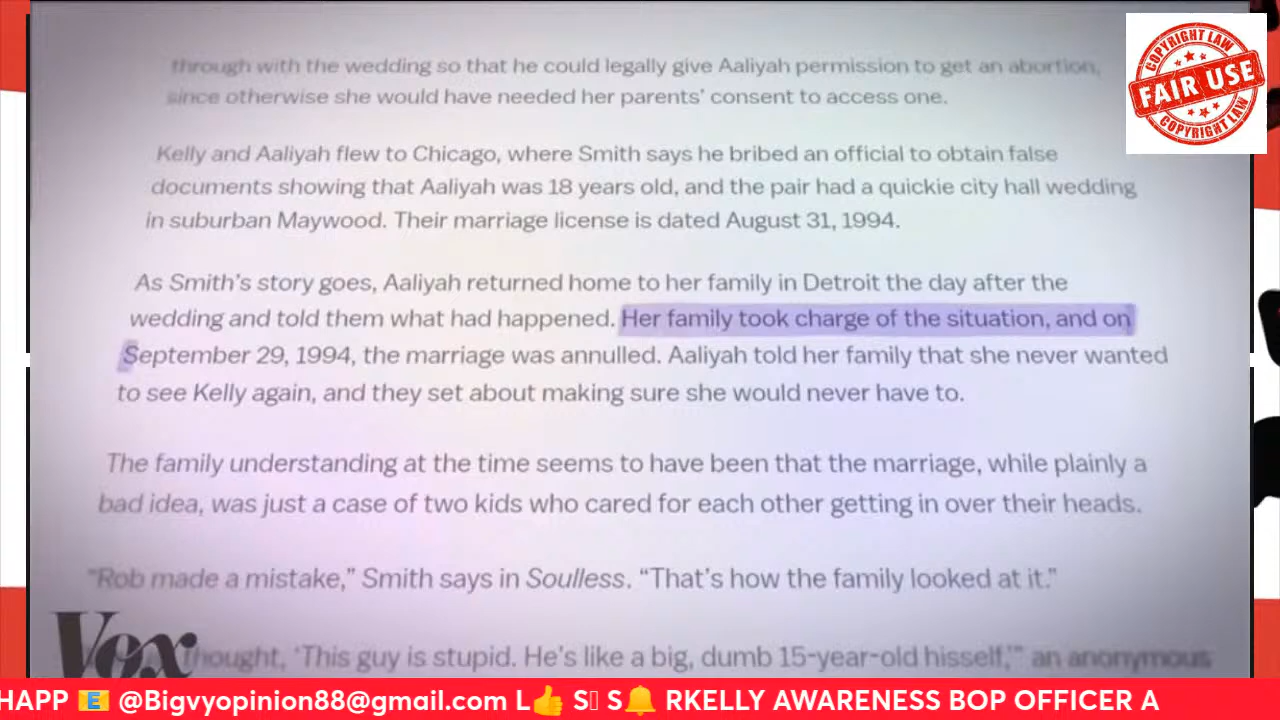 COPYRIGHT LAW
FAIR USE
COPYRIGHT LAW
through with the wedding so that he could legally give Aaliyah permission to get an abortion,
since otherwise she would have needed her parents’ consent to access one.
Kelly and Aaliyah flew to Chicago, where Smith says he bribed an official to obtain false
documents showing that Aaliyah was 18 years old, and the pair had a quickie city hall wedding
in suburban Maywood. Their marriage license is dated August 31, 1994.
As Smith’s story goes, Aaliyah returned home to her family in Detroit the day after the
wedding and told them what had happened. Her family took charge of the situation, and on
September 29, 1994, the marriage was annulled. Aaliyah told her family that she never wanted
to see Kelly again, and they set about making sure she would never have to.
The family understanding at the time seems to have been that the marriage, while plainly a
bad idea, was just a case of two kids who cared for each other getting in over their heads.
“Rob made a mistake,” Smith says in Soulless. “That’s how the family looked at it.”
thought, ‘This guy is stupid. He’s like a big, dumb 15-year-old hisself,’” an anonymous
Vox
HAPP 📧 @Bigvyopinion88@gmail.com L👍 S S🔔 RKELLY AWARENESS BOP OFFICER A